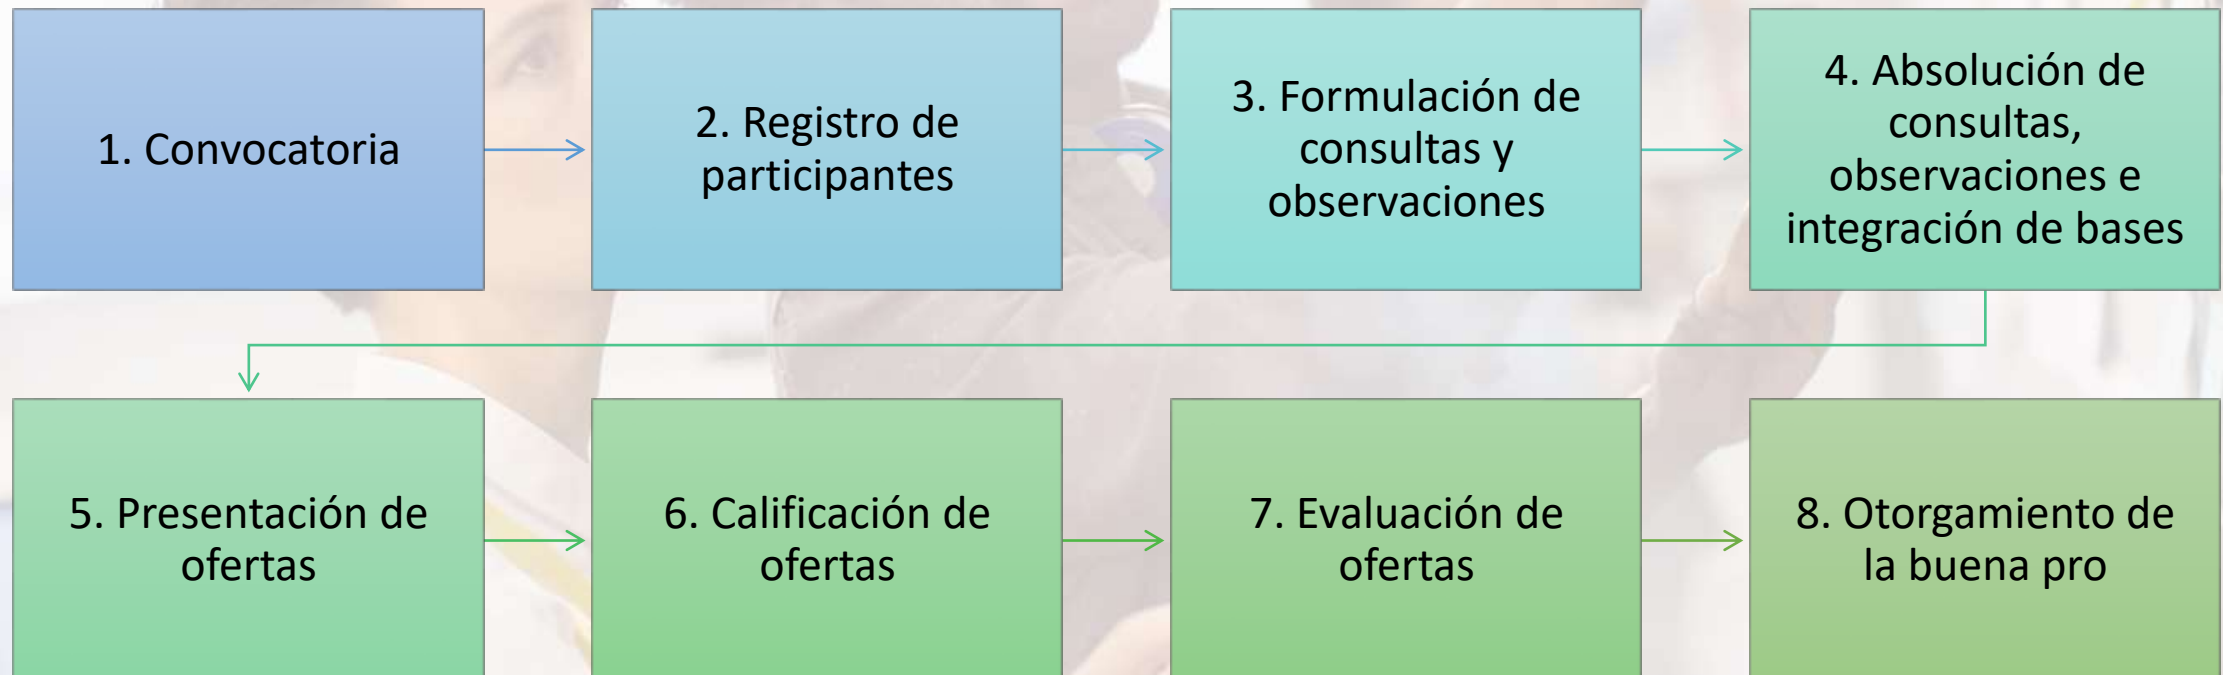 1. Convocatoria
2. Registro de
participantes
3. Formulación de
consultas y
observaciones
4. Absolución de
consultas,
observaciones e
integración de bases
5. Presentación de
ofertas
6. Calificación de
ofertas
7. Evaluación de
ofertas
8. Otorgamiento de
la buena pro